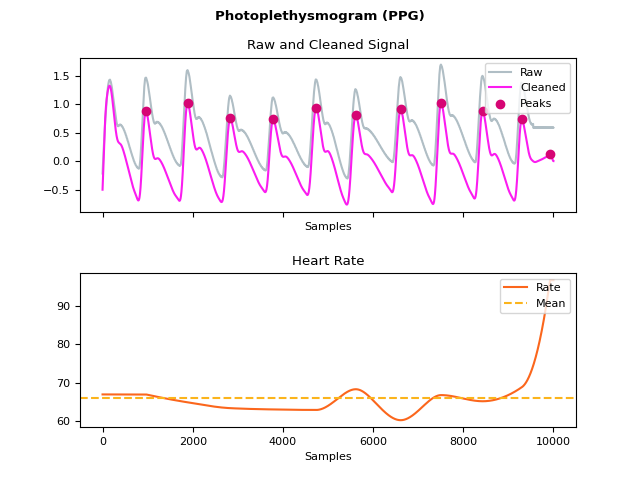 Photoplethysmogram (PPG)
Raw and Cleaned Signal
1.5
1.0
0.5
0.0
−0.5
Raw
Cleaned
Peaks
Samples
Heart Rate
90
80
70
60
Rate
Mean
0 2000 4000 6000 8000 10000
Samples